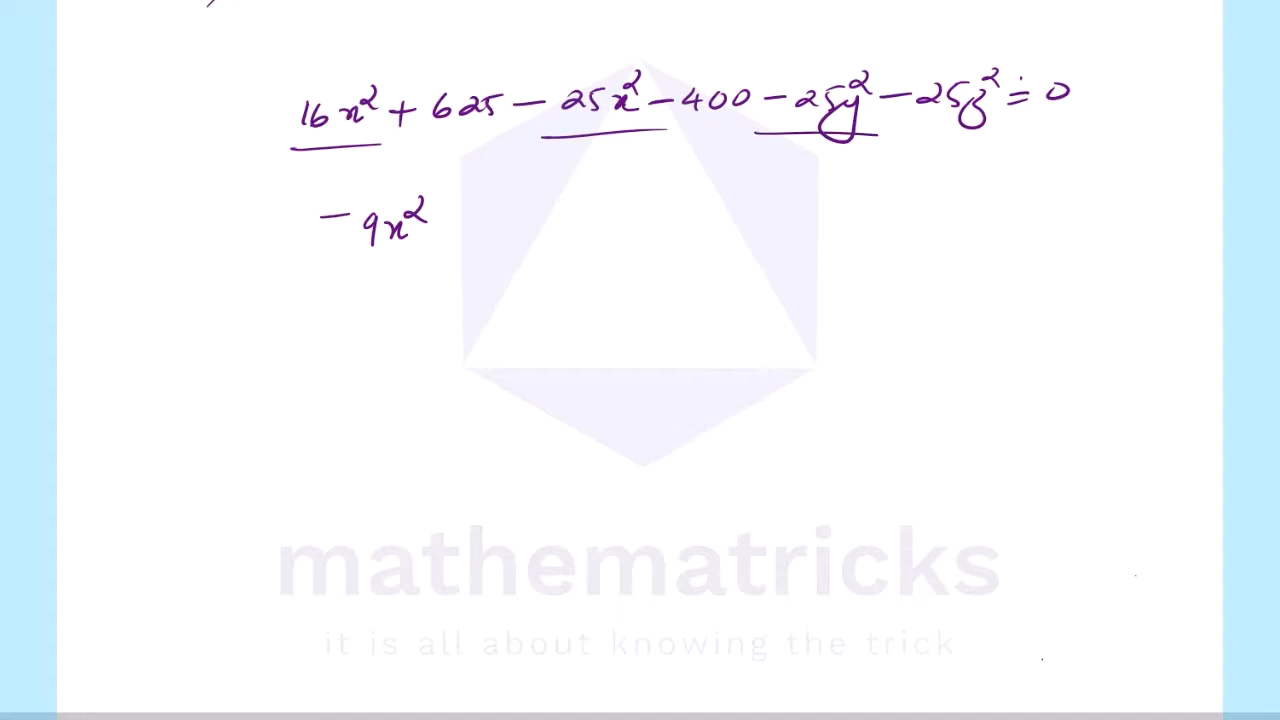 16x² + 625 - 25x² - 400 - 25y² - 25z² = 0
- 9x²
mathematricks
it is all about knowing the trick